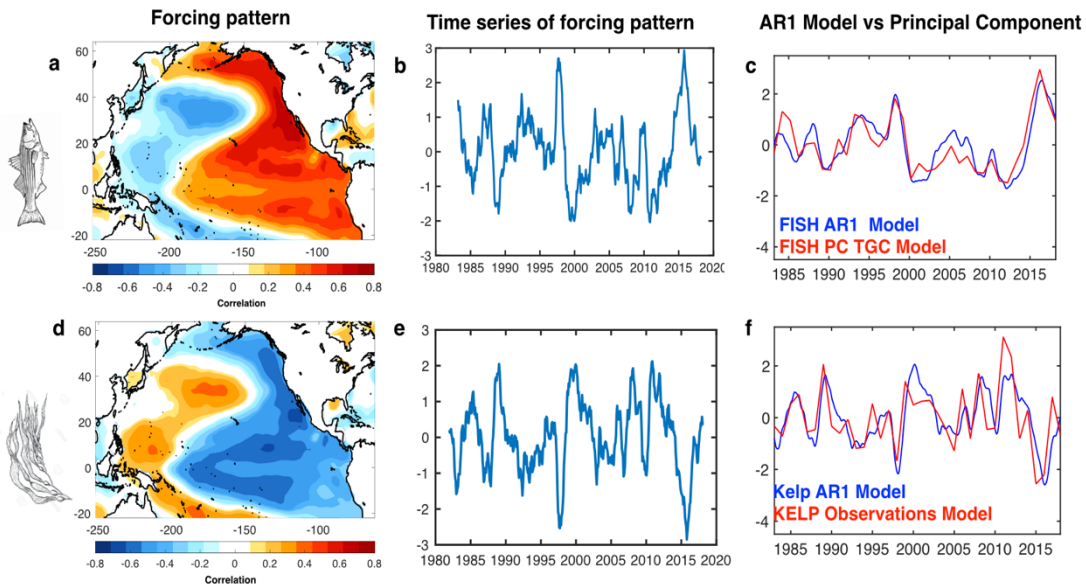 Forcing pattern
Time series of forcing pattern
AR1 Model vs Principal Component
a
60
40
20
0
-20
-250 -200 -150 -100
-0.8 -0.6 -0.4 -0.2 0 0.2 0.4 0.6 0.8
Correlation
b
3
2
1
0
-1
-2
-3
1980 1985 1990 1995 2000 2005 2010 2015 2020
c
2
0
-2
-4
FISH AR1 Model
FISH PC TGC Model
1985 1990 1995 2000 2005 2010 2015
d
60
40
20
0
-20
-250 -200 -150 -100
-0.8 -0.6 -0.4 -0.2 0 0.2 0.4 0.6 0.8
Correlation
e
3
2
1
0
-1
-2
-3
1980 1985 1990 1995 2000 2005 2010 2015 2020
f
2
0
-2
-4
Kelp AR1 Model
KELP Observations Model
1985 1990 1995 2000 2005 2010 2015